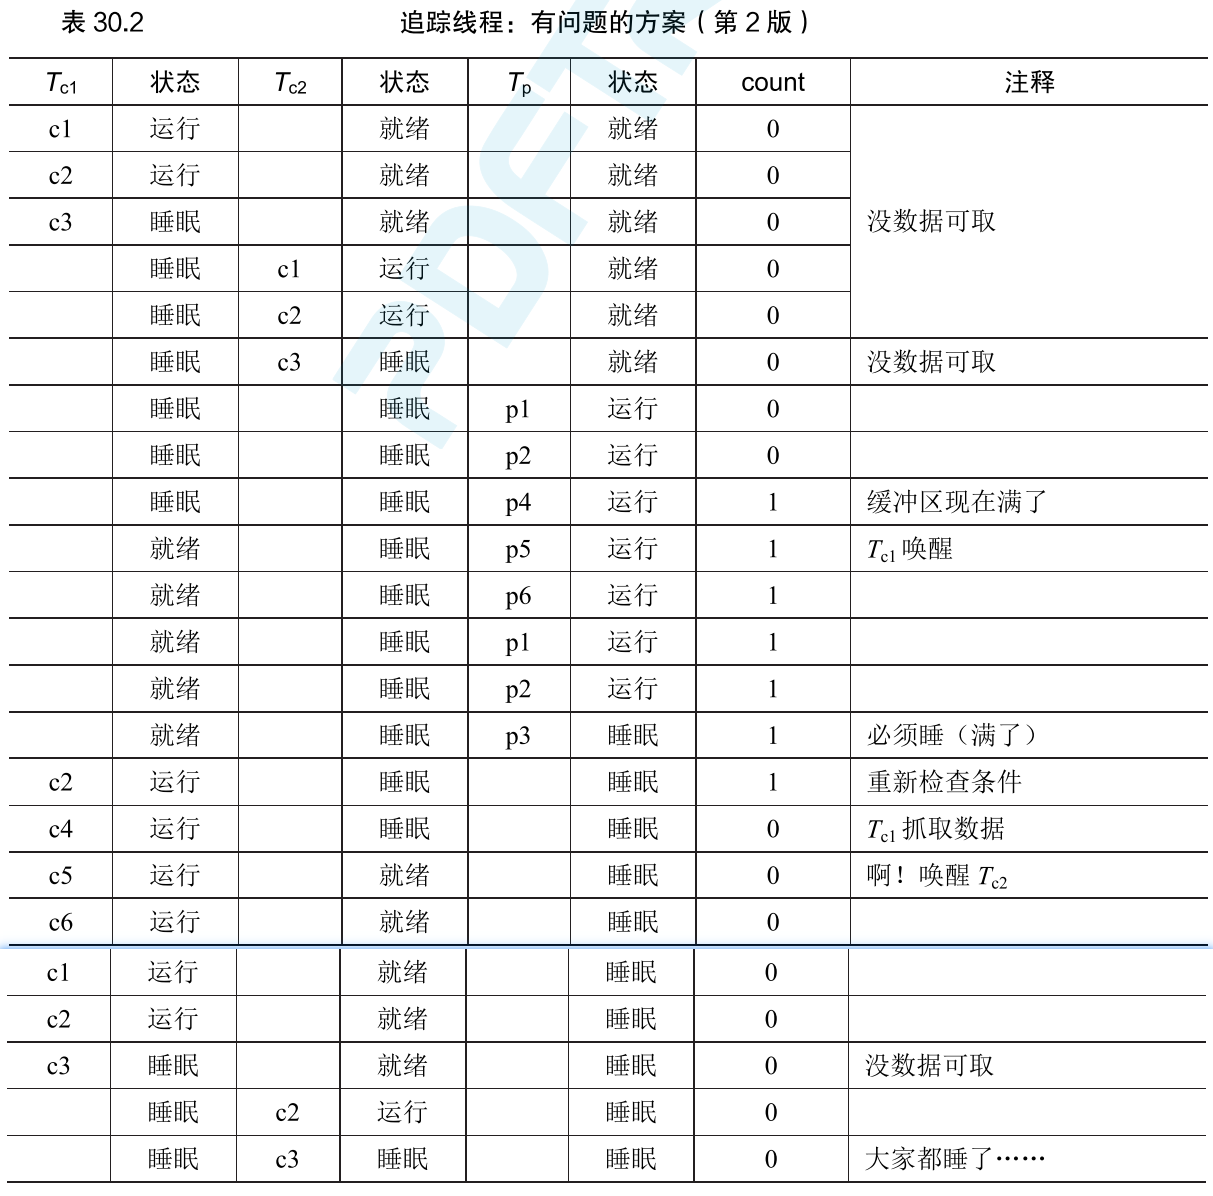 表 30.2 追踪线程：有问题的方案（第 2 版）
Tc1 状态 Tc2 状态 Tp 状态 count 注释
c1 运行 就绪 就绪 0
c2 运行 就绪 就绪 0
c3 睡眠 就绪 就绪 0 没数据可取
睡眠 c1 运行 就绪 0
睡眠 c2 运行 就绪 0
睡眠 c3 睡眠 就绪 0 没数据可取
睡眠 睡眠 p1 运行 0
睡眠 睡眠 p2 运行 0
睡眠 睡眠 p4 运行 1 缓冲区现在满了
就绪 睡眠 p5 运行 1 Tc1 唤醒
就绪 睡眠 p6 运行 1
就绪 睡眠 p1 运行 1
就绪 睡眠 p2 运行 1
就绪 睡眠 p3 睡眠 1 必须睡（满了）
c2 运行 睡眠 睡眠 1 重新检查条件
c4 运行 睡眠 睡眠 0 Tc1 抓取数据
c5 运行 就绪 睡眠 0 啊！唤醒 Tc2
c6 运行 就绪 睡眠 0
c1 运行 就绪 睡眠 0
c2 运行 就绪 睡眠 0
c3 睡眠 就绪 睡眠 0 没数据可取
睡眠 c2 运行 睡眠 0
睡眠 c3 睡眠 睡眠 0 大家都睡了……